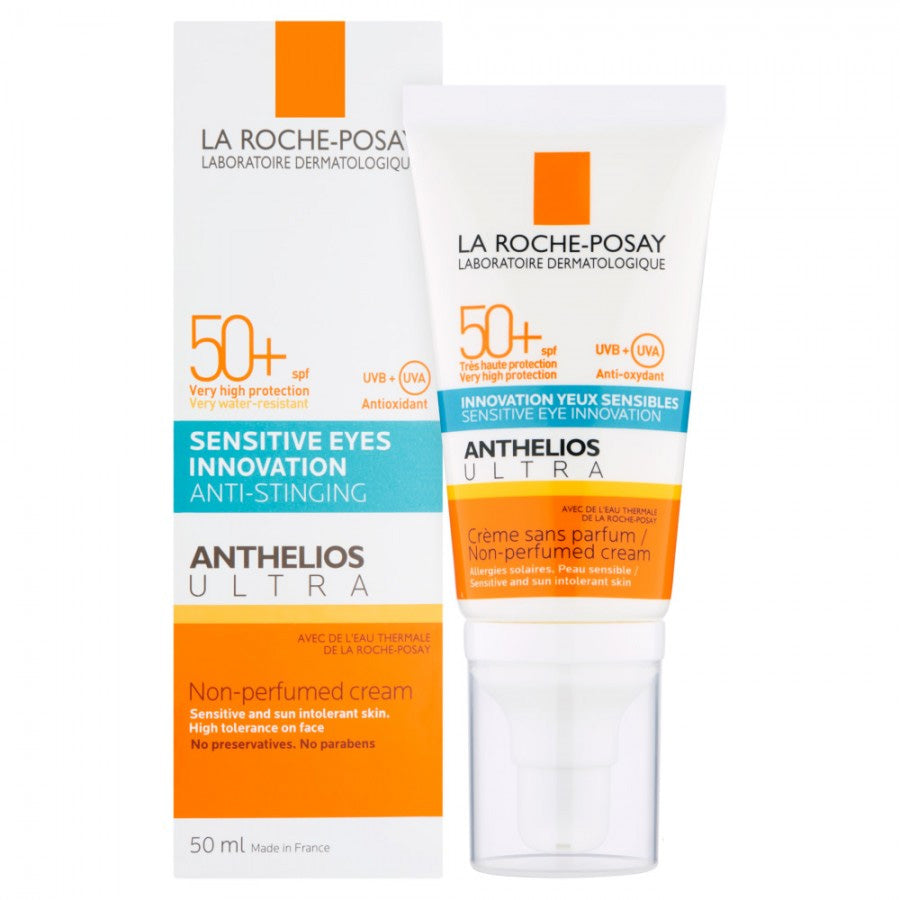 LA ROCHE-POSAY
LABORATOIRE DERMATOLOGIQU
50+ spf
Very high protection
Very water-resistant
UVB + UVA
Antioxidant
SENSITIVE EYES
INNOVATION
ANTI-STINGING
ANTHELIOS
ULTRA
AVEC DE L'EAU THERMALE
DE LA ROCHE-POSAY
Non-perfumed cream
Sensitive and sun intolerant skin.
High tolerance on face
No preservatives. No parabens
50 ml Made in France
LA ROCHE-POSAY
LABORATOIRE DERMATOLOGIQUE
50+ spf
Très haute protection
Very high protection
UVB + UVA
Anti-oxydant
INNOVATION YEUX SENSIBLES
SENSITIVE EYE INNOVATION
ANTHELIOS
ULTRA
AVEC DE L'EAU THERMALE
DE LA ROCHE-POSAY
Crème sans parfum /
Non-perfumed cream
Allergies solaires. Peau sensible /
Sensitive and sun intolerant skin